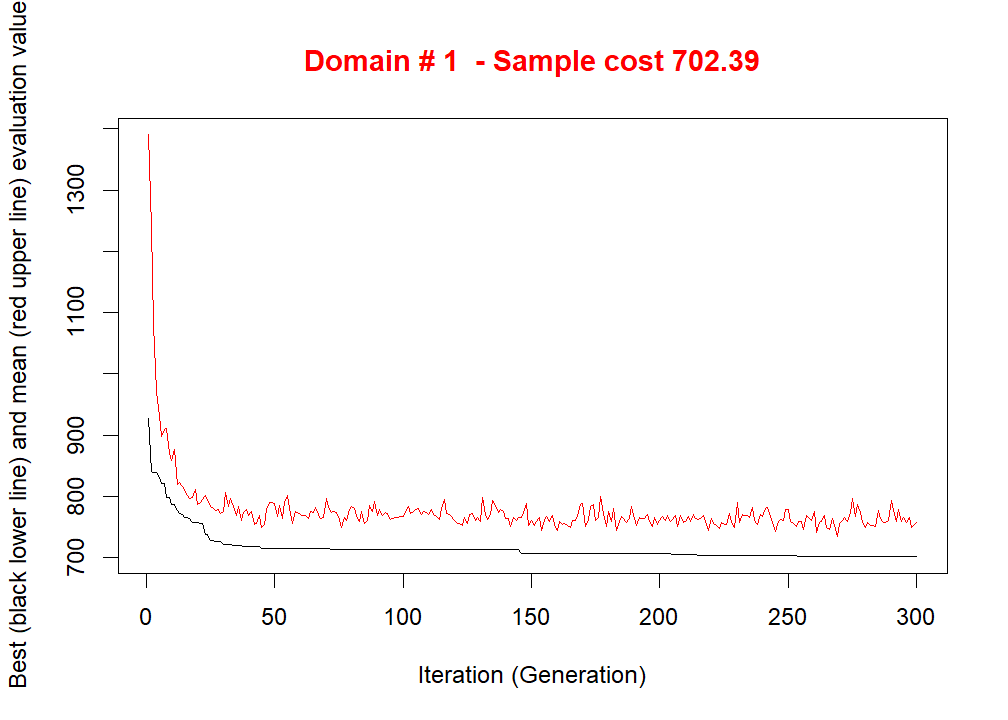 Domain # 1  - Sample cost 702.39
Best (black lower line) and mean (red upper line) evaluation value
1300
1100
900
800
700
0 50 100 150 200 250 300
Iteration (Generation)